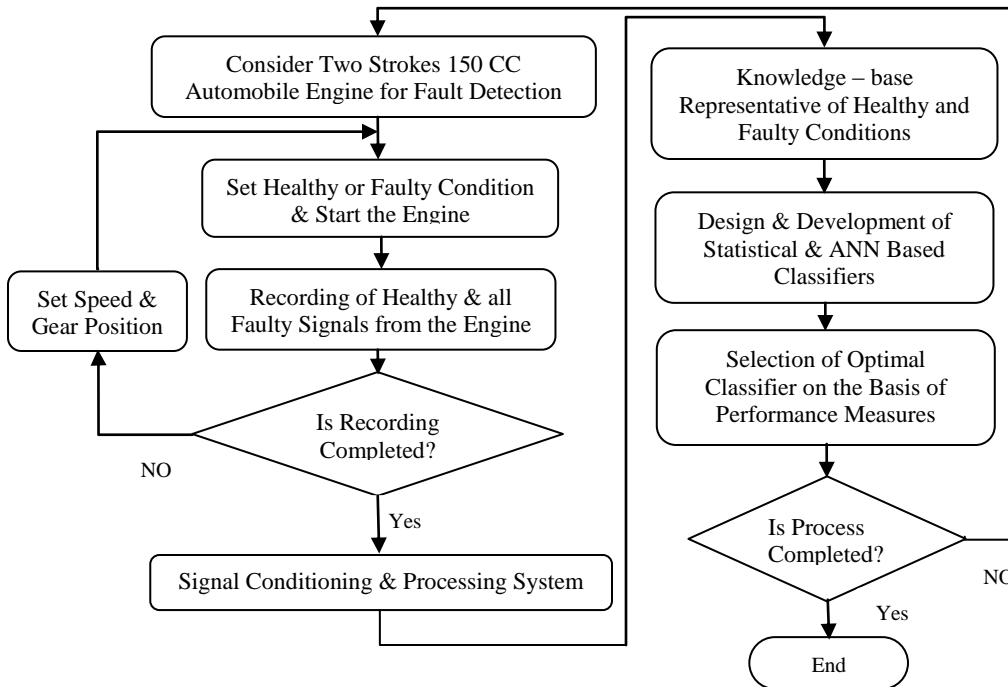 Consider Two Strokes 150 CC
Automobile Engine for Fault Detection
Set Healthy or Faulty Condition
& Start the Engine
Recording of Healthy & all
Faulty Signals from the Engine
Set Speed &
Gear Position
Is Recording
Completed?
NO
Yes
Signal Conditioning & Processing System
Knowledge – base
Representative of Healthy and
Faulty Conditions
Design & Development of
Statistical & ANN Based
Classifiers
Selection of Optimal
Classifier on the Basis of
Performance Measures
Is Process
Completed?
NO
Yes
End